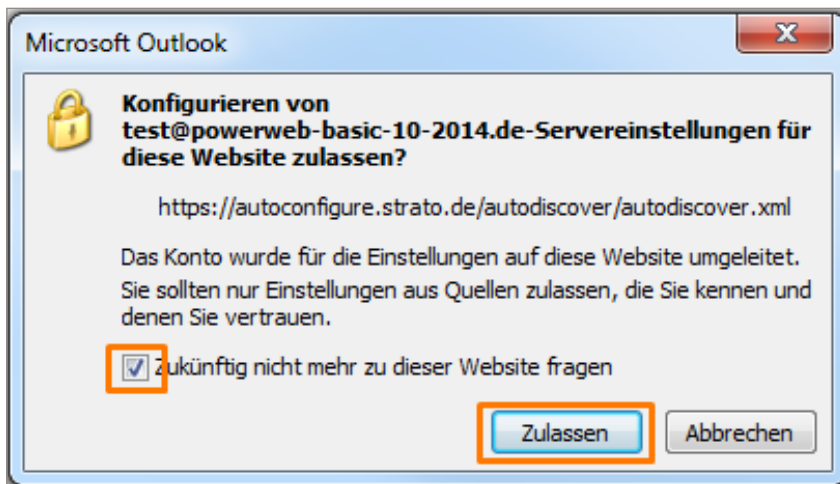 Microsoft Outlook
Konfigurieren von
test@powerweb-basic-10-2014.de-Servereinstellungen für
diese Website zulassen?
https://autoconfigure.strato.de/autodiscover/autodiscover.xml
Das Konto wurde für die Einstellungen auf diese Website umgeleitet.
Sie sollten nur Einstellungen aus Quellen zulassen, die Sie kennen und
denen Sie vertrauen.
Zukünftig nicht mehr zu dieser Website fragen
Zulassen Abbrechen